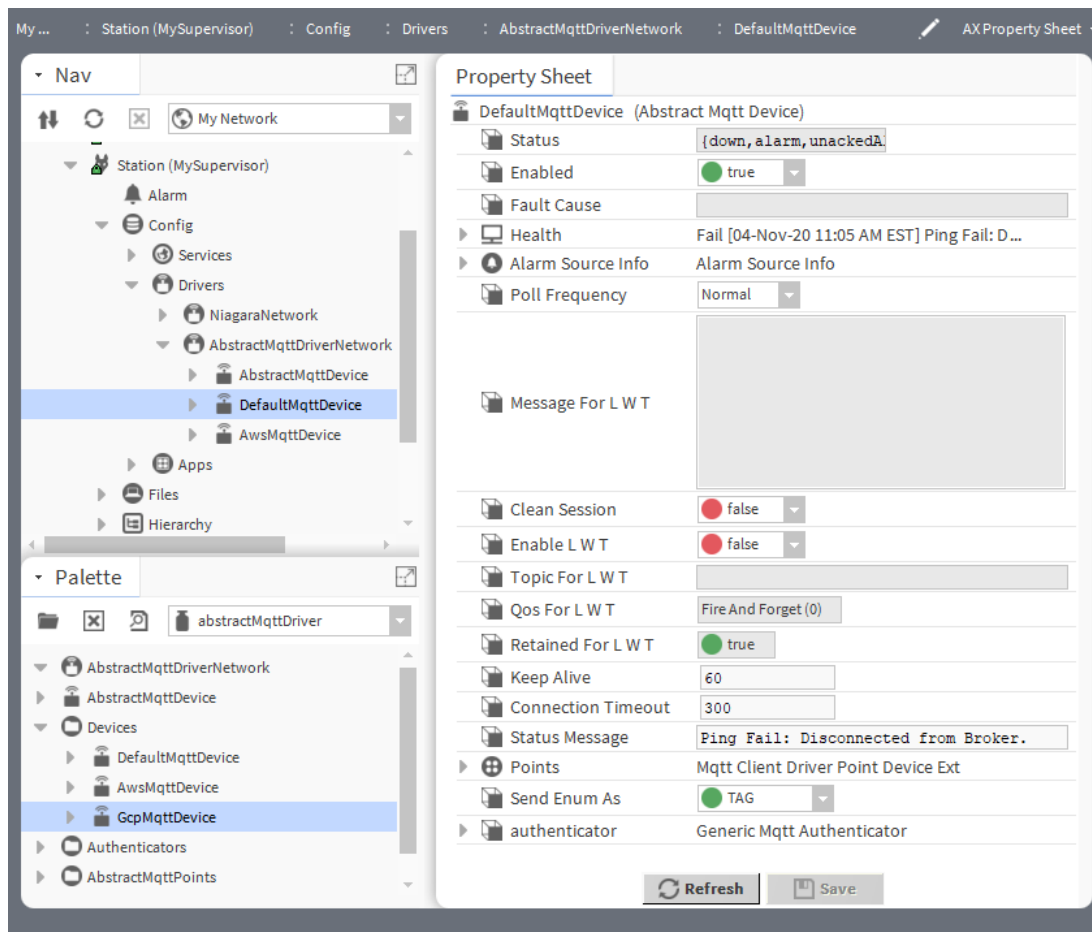 My ... : Station (MySupervisor) : Config : Drivers : AbstractMqttDriverNetwork : DefaultMqttDevice AX Property Sheet
Nav
My Network
Station (MySupervisor)
Alarm
Config
Services
Drivers
NiagaraNetwork
AbstractMqttDriverNetwork
AbstractMqttDevice
DefaultMqttDevice
AwsMqttDevice
Apps
Files
Hierarchy
Palette
abstractMqttDriver
AbstractMqttDriverNetwork
AbstractMqttDevice
Devices
DefaultMqttDevice
AwsMqttDevice
GcpMqttDevice
Authenticators
AbstractMqttPoints
Property Sheet
DefaultMqttDevice (Abstract Mqtt Device)
Status {down,alarm,unackedA
Enabled true
Fault Cause
Health Fail [04-Nov-20 11:05 AM EST] Ping Fail: D...
Alarm Source Info Alarm Source Info
Poll Frequency Normal
Message For L W T
Clean Session false
Enable L W T false
Topic For L W T
Qos For L W T Fire And Forget (0)
Retained For L W T true
Keep Alive 60
Connection Timeout 300
Status Message Ping Fail: Disconnected from Broker.
Points Mqtt Client Driver Point Device Ext
Send Enum As TAG
authenticator Generic Mqtt Authenticator
Refresh Save